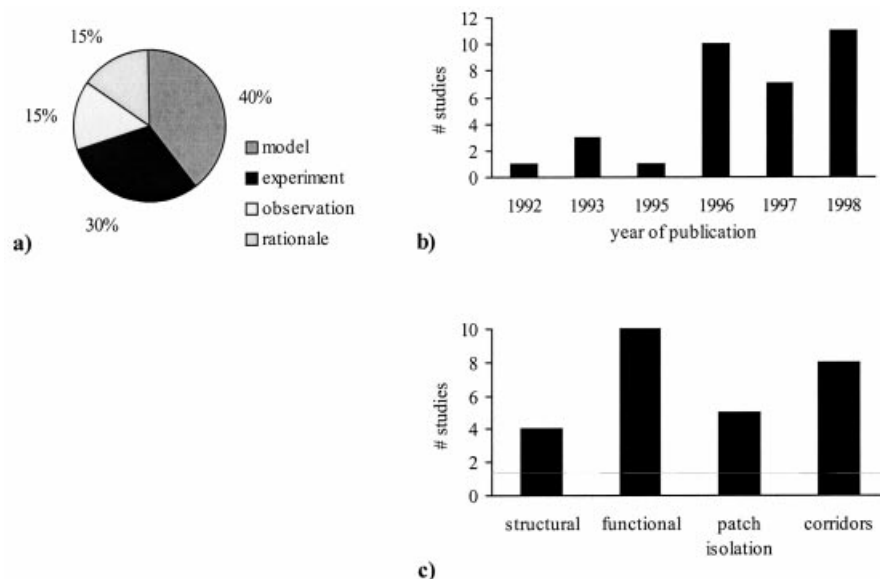 15%
40%
15%
30%
model
experiment
observation
rationale
a)
12
10
8
6
4
2
0
# studies
1992 1993 1995 1996 1997 1998
year of publication
b)
10
8
6
4
2
0
# studies
structural functional patch corridors
isolation
c)